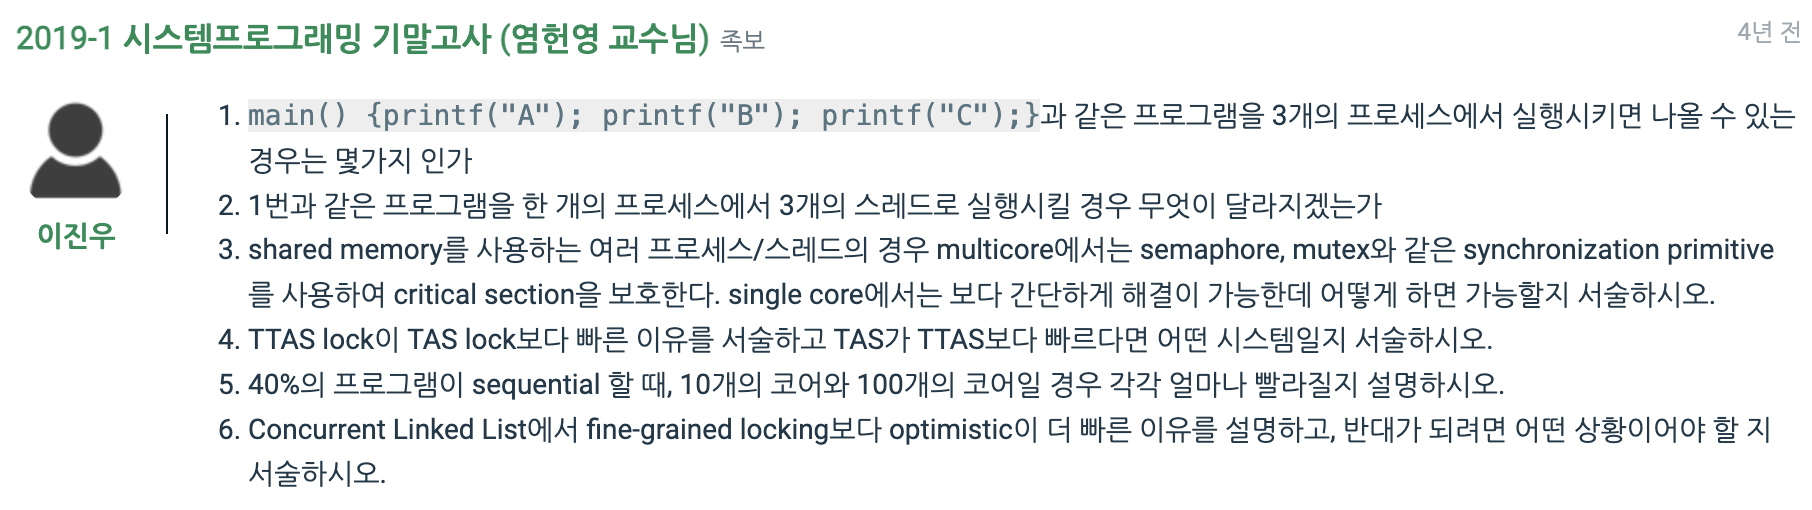 2019-1 시스템프로그래밍 기말고사 (염헌영 교수님) 족보
4년 전
이진우
1. main() {printf("A"); printf("B"); printf("C");}과 같은 프로그램을 3개의 프로세스에서 실행시키면 나올 수 있는
경우는 몇가지 인가
2. 1번과 같은 프로그램을 한 개의 프로세스에서 3개의 스레드로 실행시킬 경우 무엇이 달라지겠는가
3. shared memory를 사용하는 여러 프로세스/스레드의 경우 multicore에서는 semaphore, mutex와 같은 synchronization primitive
를 사용하여 critical section을 보호한다. single core에서는 보다 간단하게 해결이 가능한데 어떻게 하면 가능할지 서술하시오.
4. TTAS lock이 TAS lock보다 빠른 이유를 서술하고 TAS가 TTAS보다 빠르다면 어떤 시스템일지 서술하시오.
5. 40%의 프로그램이 sequential 할 때, 10개의 코어와 100개의 코어일 경우 각각 얼마나 빨라질지 설명하시오.
6. Concurrent Linked List에서 fine-grained locking보다 optimistic이 더 빠른 이유를 설명하고, 반대가 되려면 어떤 상황이어야 할 지
서술하시오.